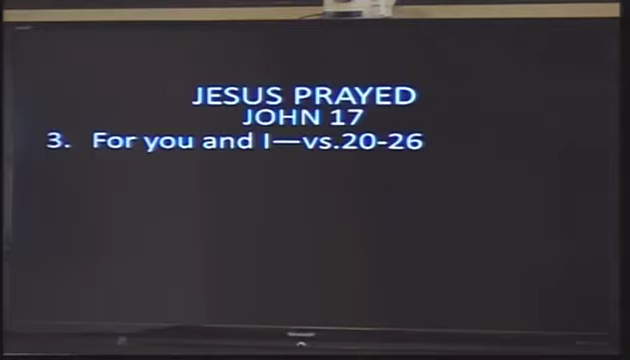 JESUS PRAYED
JOHN 17
3. For you and I—vs.20-26